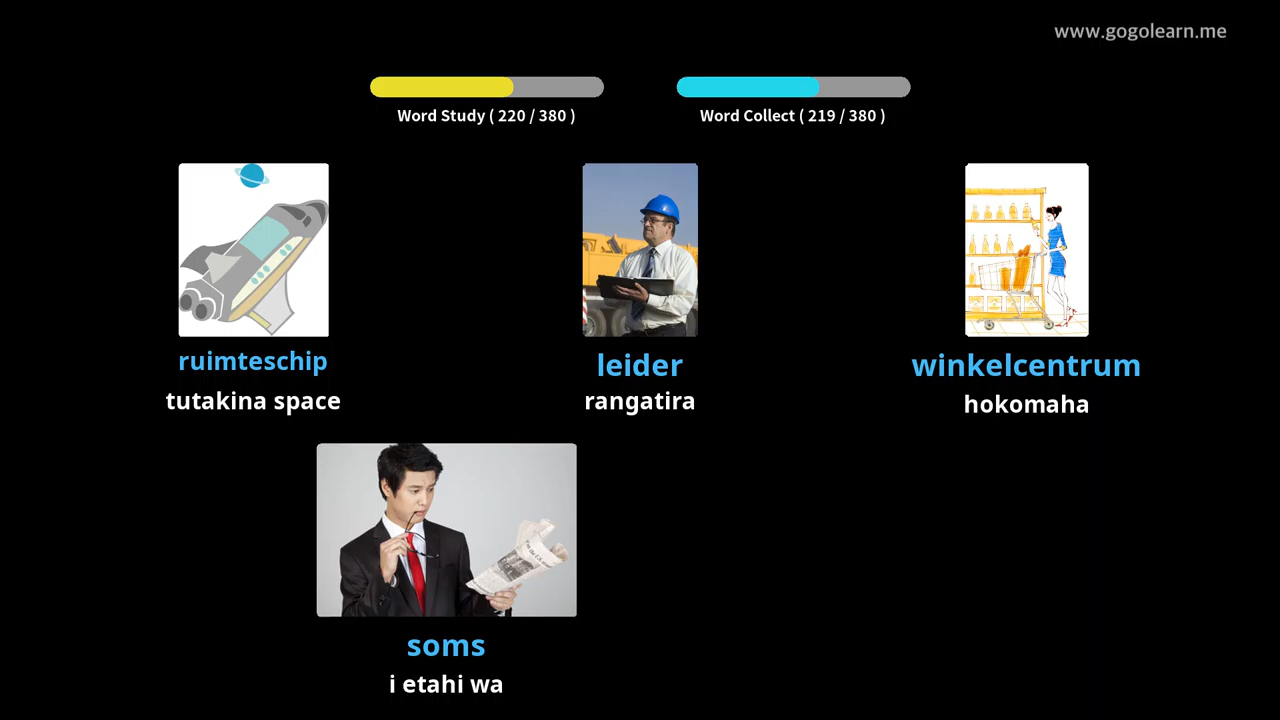 www.gogolearn.me
Word Study ( 220 / 380 )
Word Collect ( 219 / 380 )
ruimteschip
tutakina space
leider
rangatira
winkelcentrum
hokomaha
soms
i etahi wa